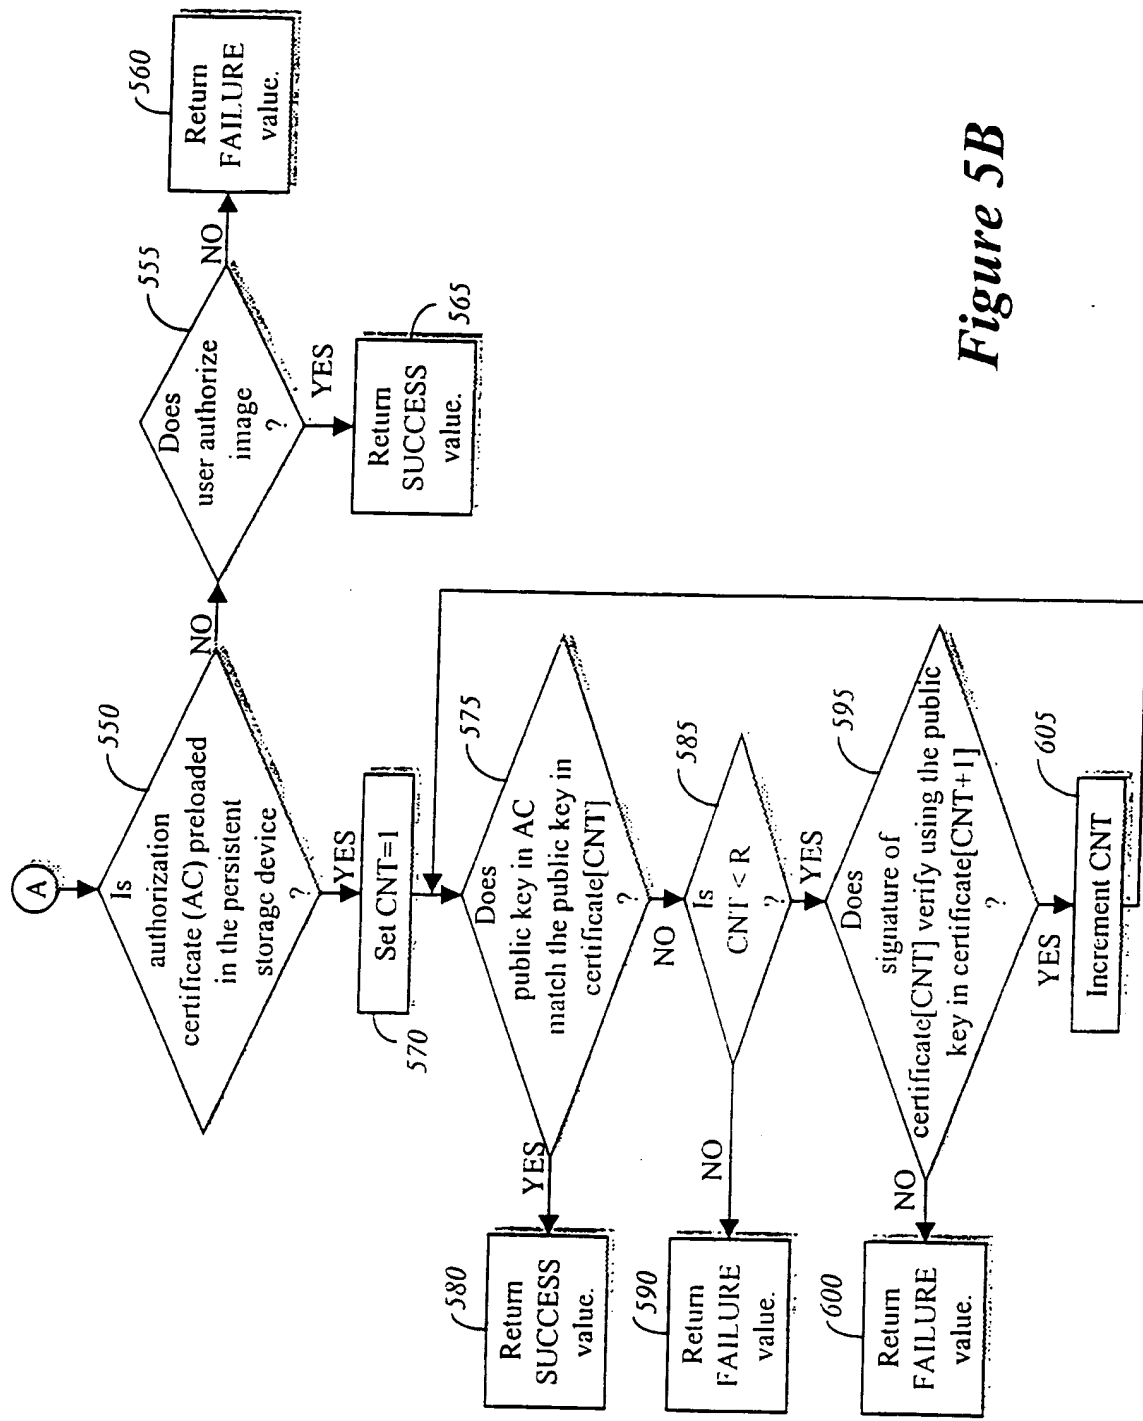 A
Is
authorization
certificate (AC) preloaded
in the persistent
storage device
?
550
NO
YES
Does
user authorize
image
?
555
NO
YES
Return
FAILURE
value.
560
Return
SUCCESS
value.
565
Set CNT=1
570
Does
public key in AC
match the public key in
certificate[CNT]
?
575
YES
NO
Return
SUCCESS
value.
580
Is
CNT < R
?
585
NO
YES
Return
FAILURE
value.
590
Does
signature of
certificate[CNT] verify using the public
key in certificate[CNT+1]
?
595
NO
YES
Return
FAILURE
value.
600
Increment CNT
605
Figure 5B